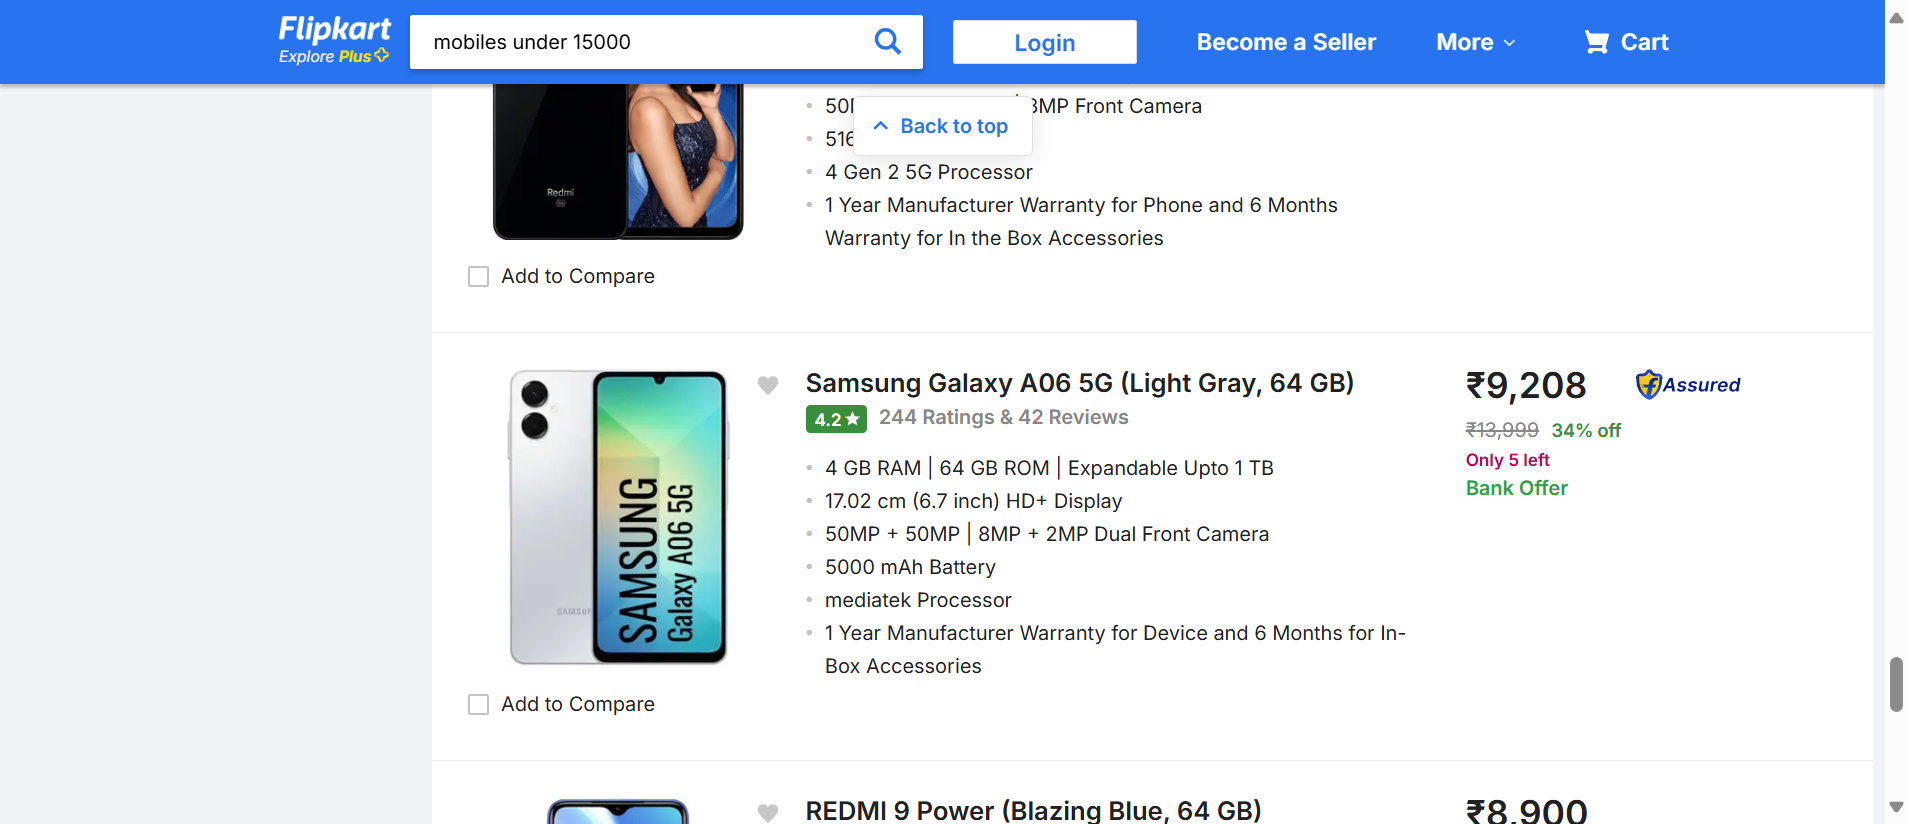 Flipkart
Explore Plus
mobiles under 15000
Login
Become a Seller
More
Cart
Back to top
Redmi
MP Front Camera
516
4 Gen 2 5G Processor
1 Year Manufacturer Warranty for Phone and 6 Months
Warranty for In the Box Accessories
Add to Compare
SAMSUNG
Galaxy A06 5G
Samsung Galaxy A06 5G (Light Gray, 64 GB)
4.2★ 244 Ratings & 42 Reviews
4 GB RAM | 64 GB ROM | Expandable Upto 1 TB
17.02 cm (6.7 inch) HD+ Display
50MP + 50MP | 8MP + 2MP Dual Front Camera
5000 mAh Battery
mediatek Processor
1 Year Manufacturer Warranty for Device and 6 Months for In-
Box Accessories
₹9,208
Assured
₹13,999 34% off
Only 5 left
Bank Offer
Add to Compare
REDMI 9 Power (Blazing Blue, 64 GB)
₹8,900